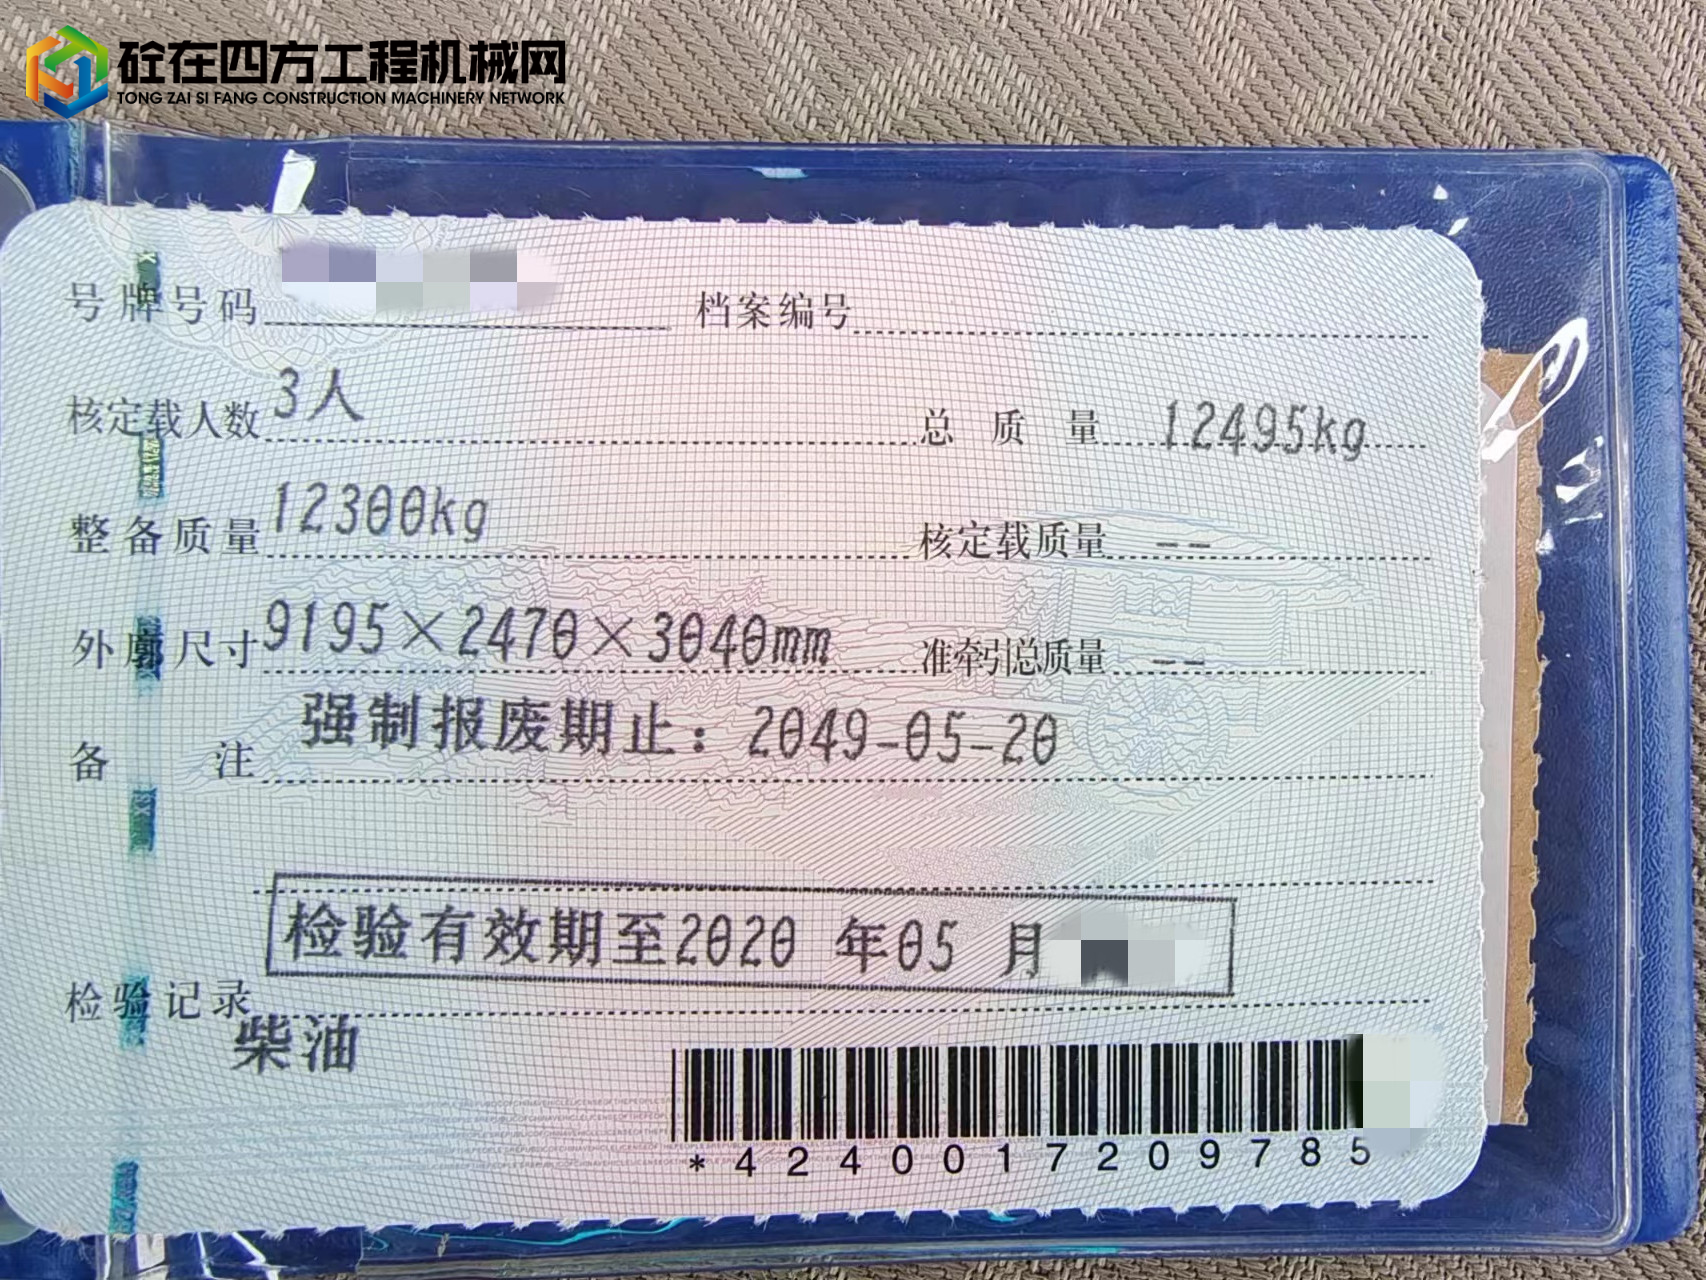 砼在四方工程机械网
TONG ZAI SI FANG CONSTRUCTION MACHINERY NETWORK
号牌号码 档案编号
核定载人数 3人 总质量 12495kg
整备质量 12300kg 核定载质量 --
外廓尺寸 9195×2470×3040mm 准牵引总质量 --
备注 强制报废期止：2049-05-20
检验有效期至2020 年05 月
检验记录
柴油
*4240017209785